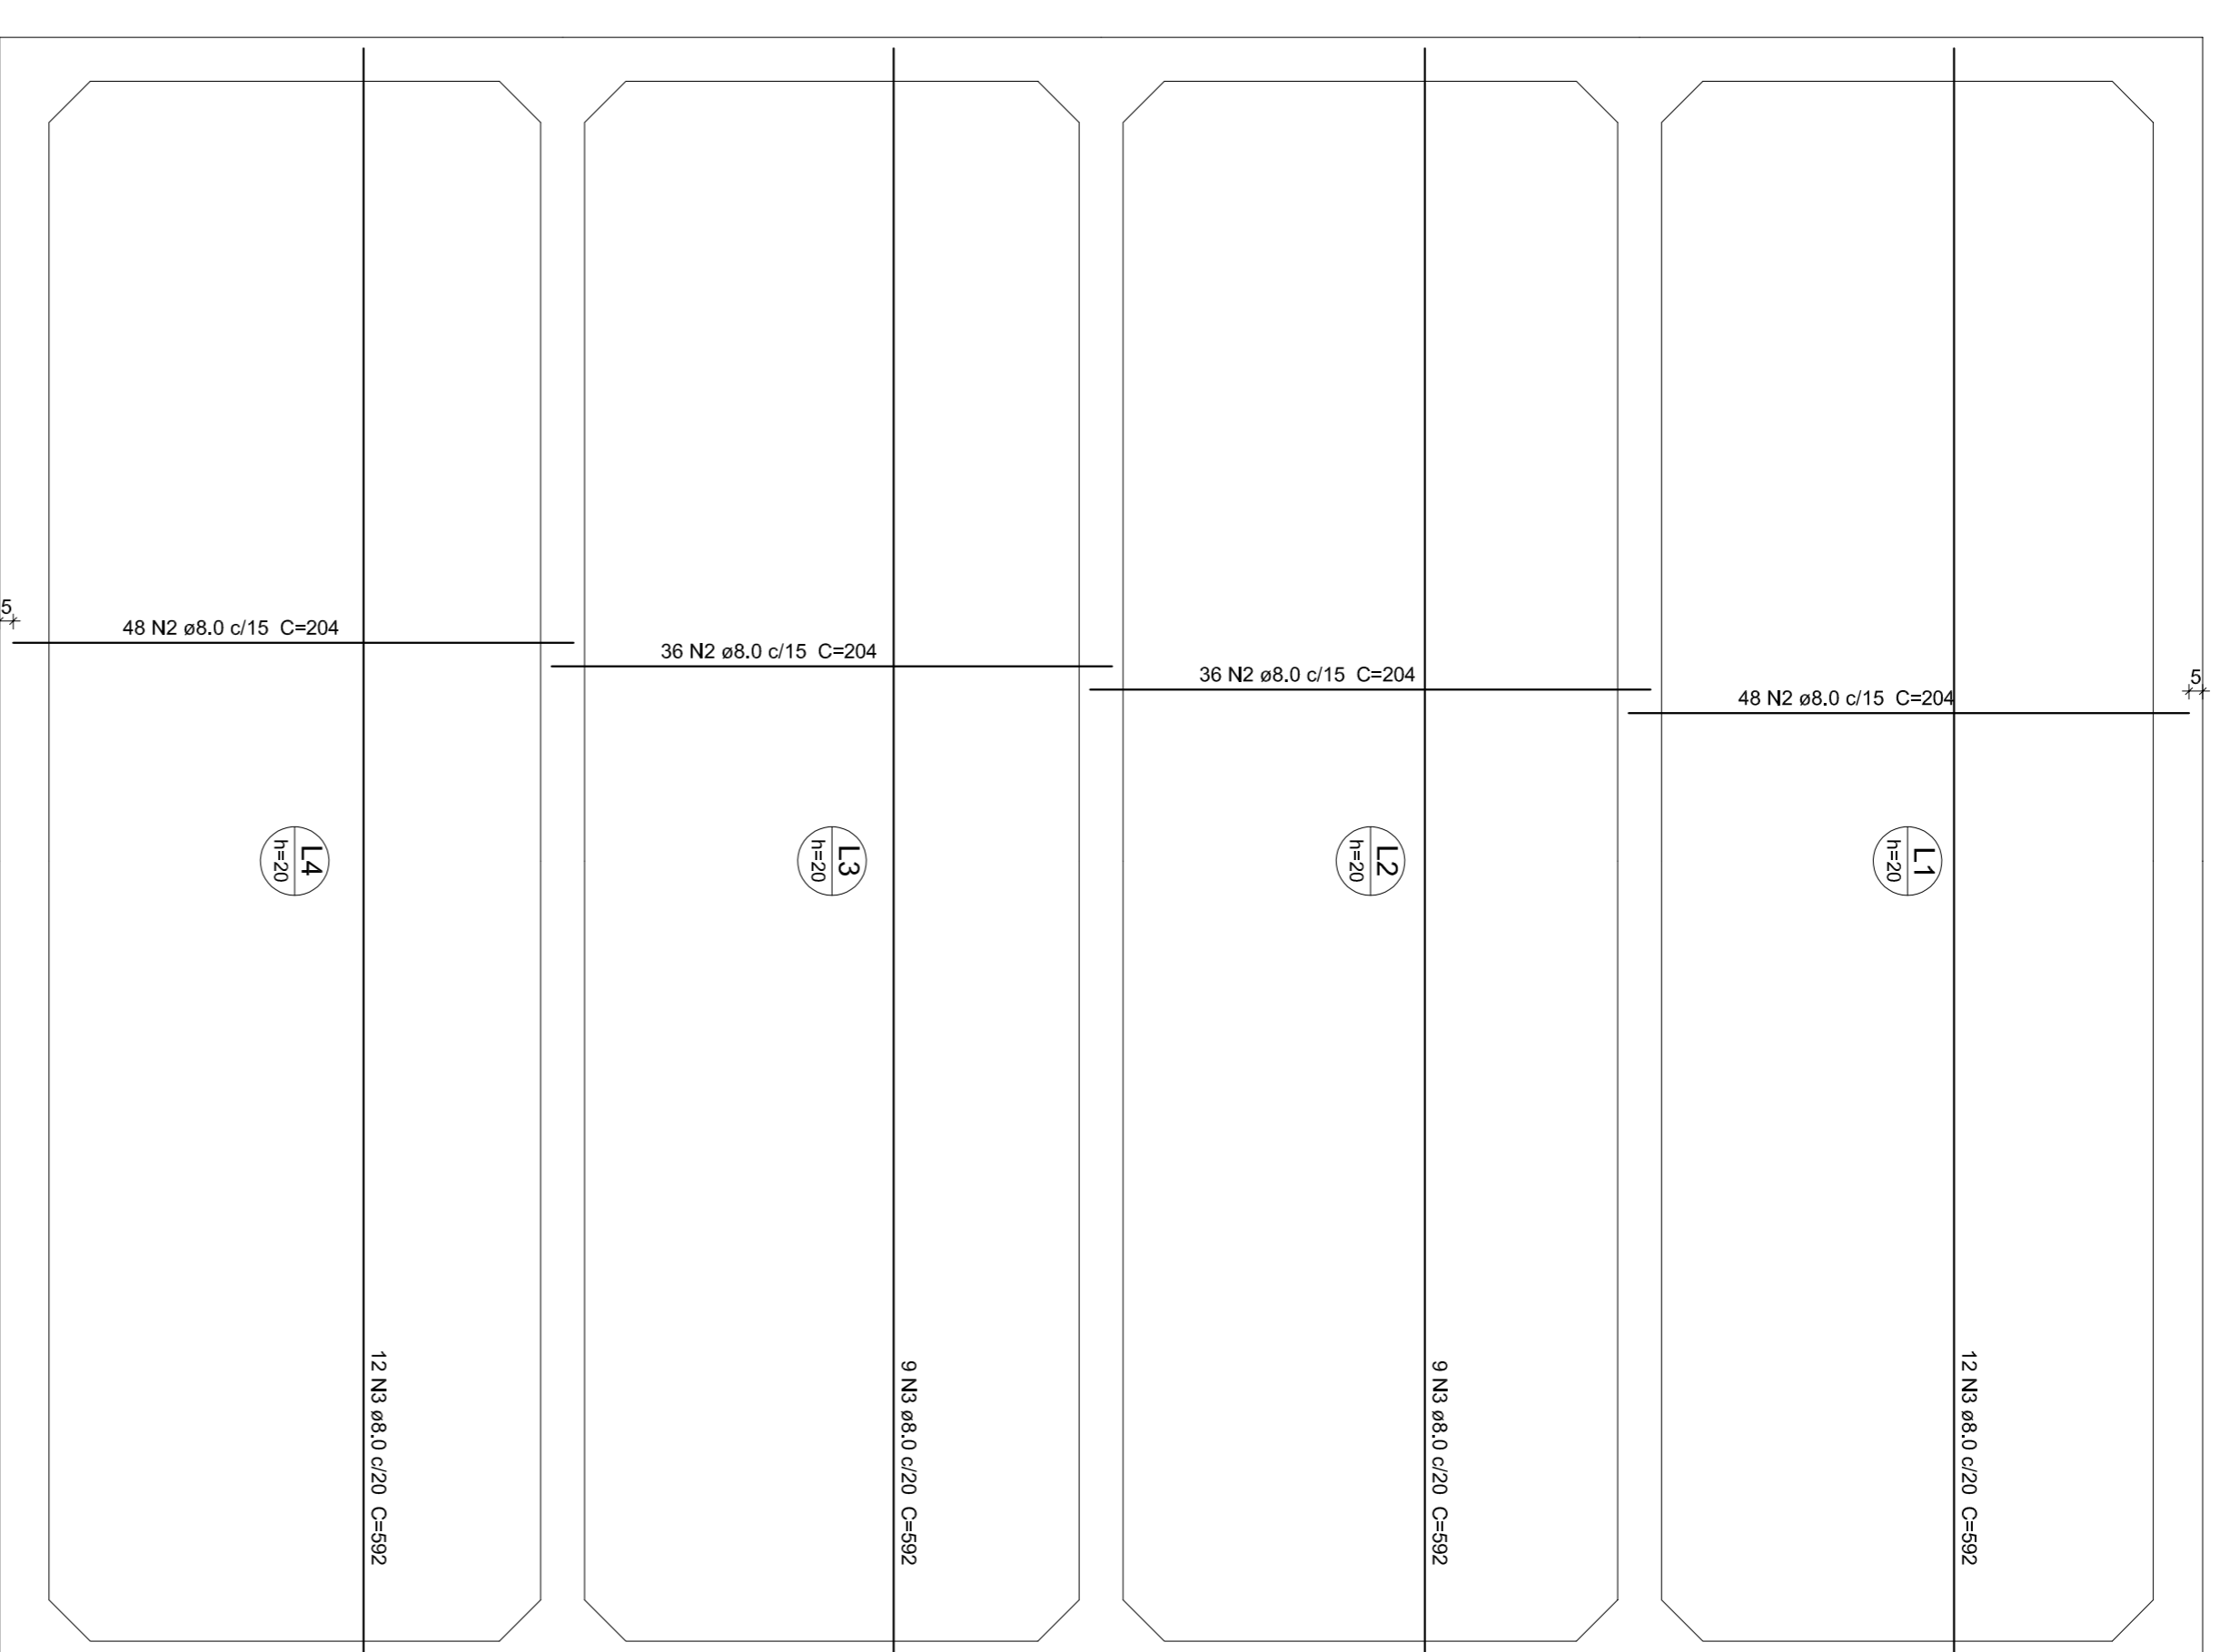 5
48 N2 ø8.0 c/15 C=204
36 N2 ø8.0 c/15 C=204
36 N2 ø8.0 c/15 C=204
5
48 N2 ø8.0 c/15 C=204
L4
h=20
L3
h=20
L2
h=20
L1
h=20
12 N3 ø8.0 c/20 C=592
9 N3 ø8.0 c/20 C=592
9 N3 ø8.0 c/20 C=592
12 N3 ø8.0 c/20 C=592